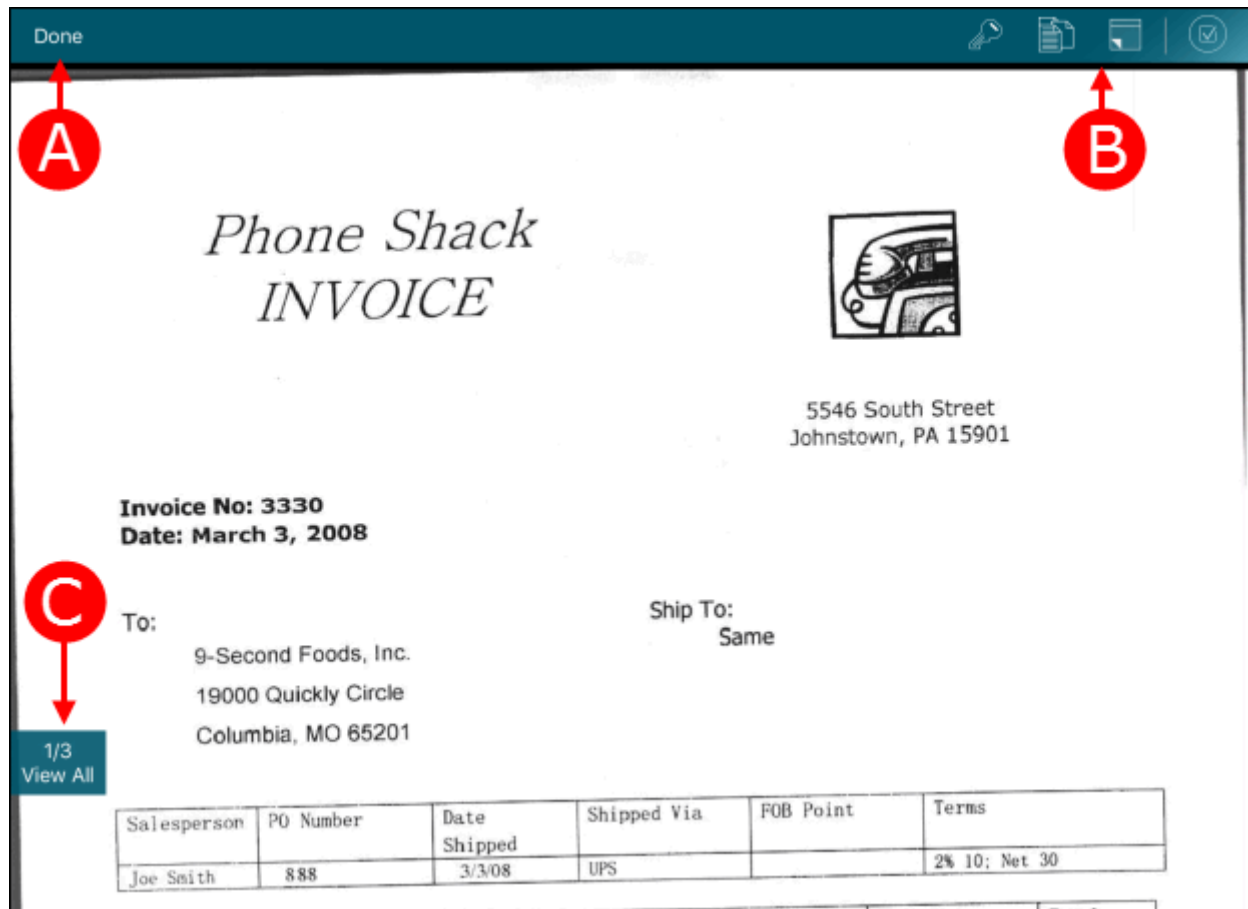 Done
A
B
Phone Shack
INVOICE
5546 South Street
Johnstown, PA 15901
Invoice No: 3330
Date: March 3, 2008
C
To:
Ship To:
Same
9-Second Foods, Inc.
19000 Quickly Circle
Columbia, MO 65201
1/3
View All
Salesperson PO Number Date Shipped Shipped Via FOB Point Terms
Joe Smith 888 3/3/08 UPS 2% 10; Net 30